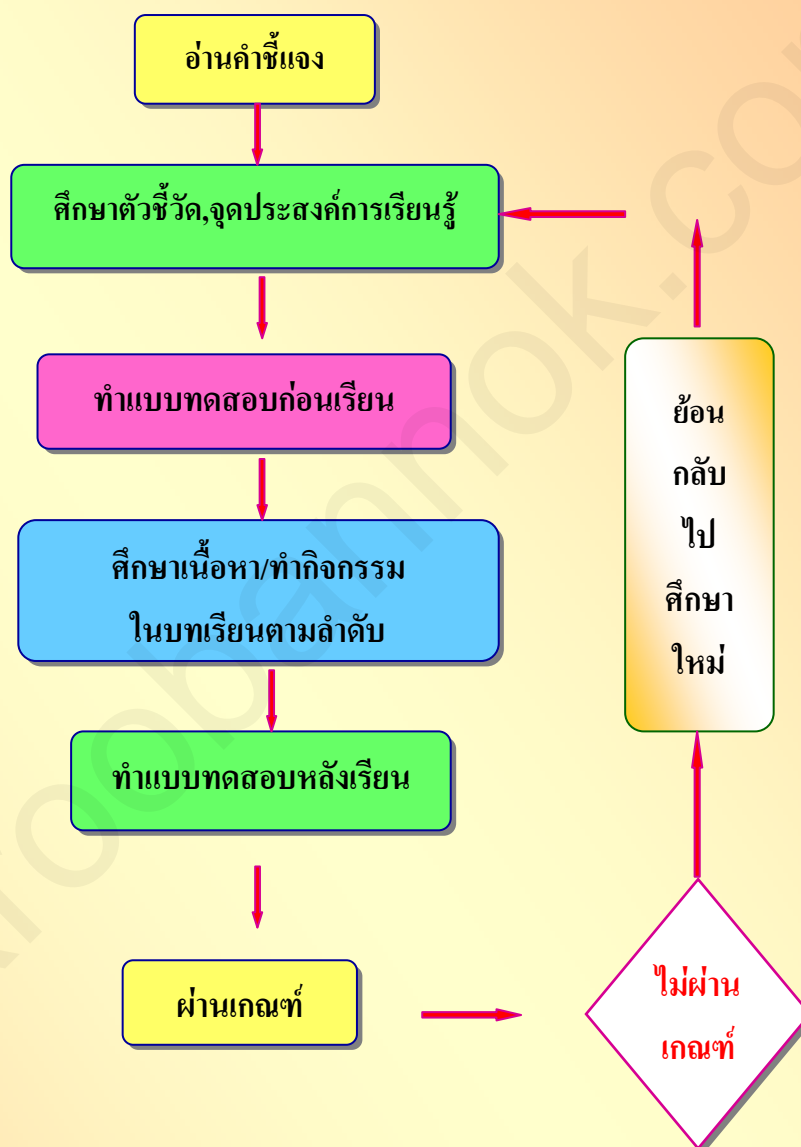 อ่านคำชี้แจง
ศึกษาตัวชี้วัด,จุดประสงค์การเรียนรู้
ทำแบบทดสอบก่อนเรียน
ศึกษาเนื้อหา/ทำกิจกรรม
ในบทเรียนตามลำดับ
ทำแบบทดสอบหลังเรียน
ผ่านเกณฑ์
ไม่ผ่าน
เกณฑ์
ย้อน
กลับ
ไป
ศึกษา
ใหม่
kroobannok.com